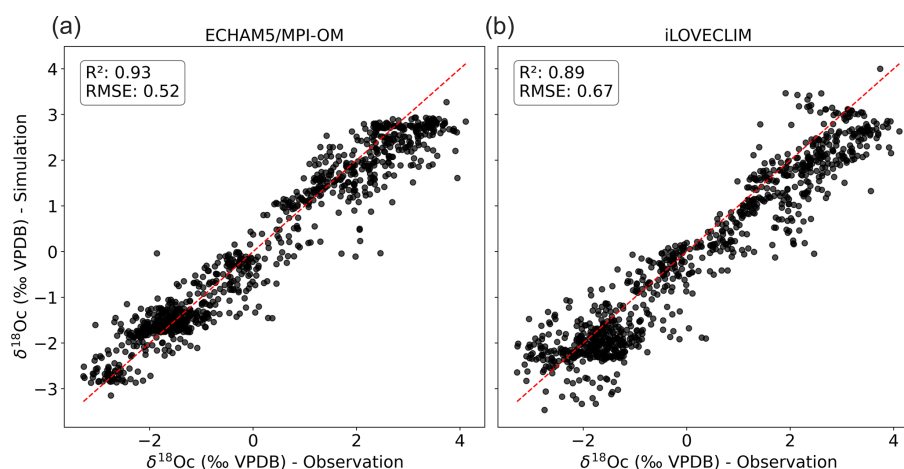 (a)
ECHAM5/MPI-OM
R²: 0.93
RMSE: 0.52
4
3
2
1
0
−1
−2
−3
δ¹⁸Oc (‰ VPDB) - Simulation
−2
0
2
4
δ¹⁸Oc (‰ VPDB) - Observation
(b)
iLOVECLIM
R²: 0.89
RMSE: 0.67
−2
0
2
4
δ¹⁸Oc (‰ VPDB) - Observation